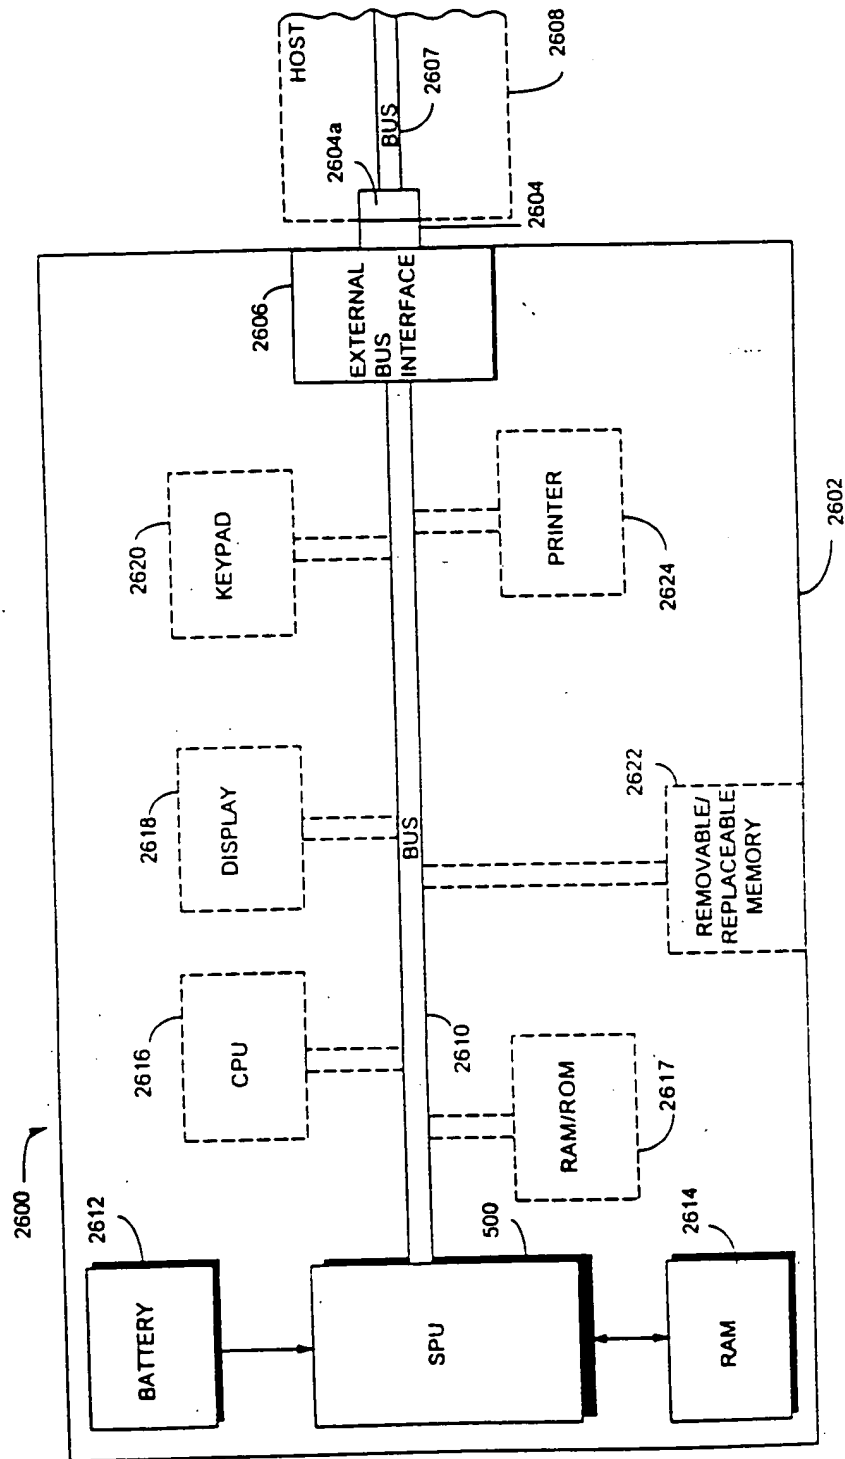 2600
BATTERY
2612
SPU
500
RAM
2614
CPU
2616
RAM/ROM
2617
2610
BUS
DISPLAY
2618
REMOVABLE/
REPLACEABLE
MEMORY
2622
KEYPAD
2620
PRINTER
2624
2602
EXTERNAL
BUS
INTERFACE
2606
2604
2604a
HOST
BUS
2607
2608